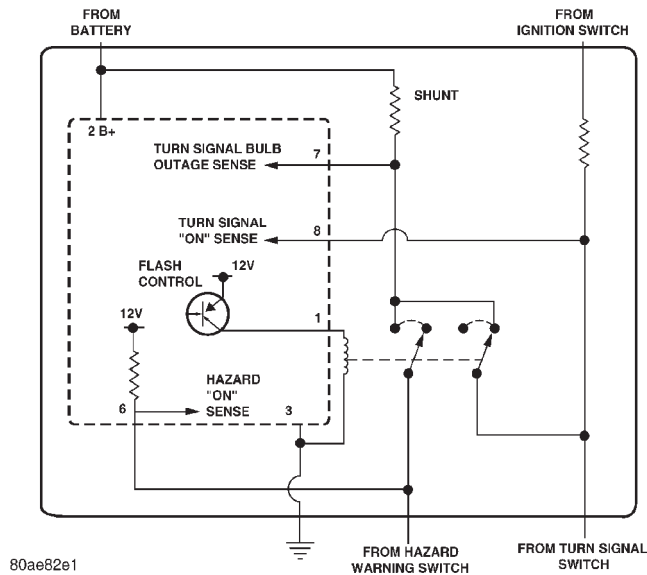 FROM
BATTERY
FROM
IGNITION SWITCH
SHUNT
2 B+
TURN SIGNAL BULB
OUTAGE SENSE
7
TURN SIGNAL
"ON" SENSE
8
FLASH
CONTROL
12V
12V
1
HAZARD
"ON"
SENSE
6
3
FROM HAZARD
WARNING SWITCH
FROM TURN SIGNAL
SWITCH
80ae82e1